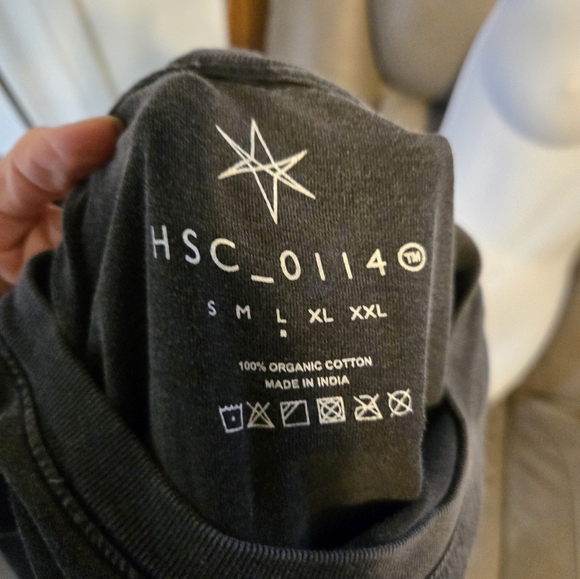 HSC_0114™
S M L XL XXL
100% ORGANIC COTTON
MADE IN INDIA